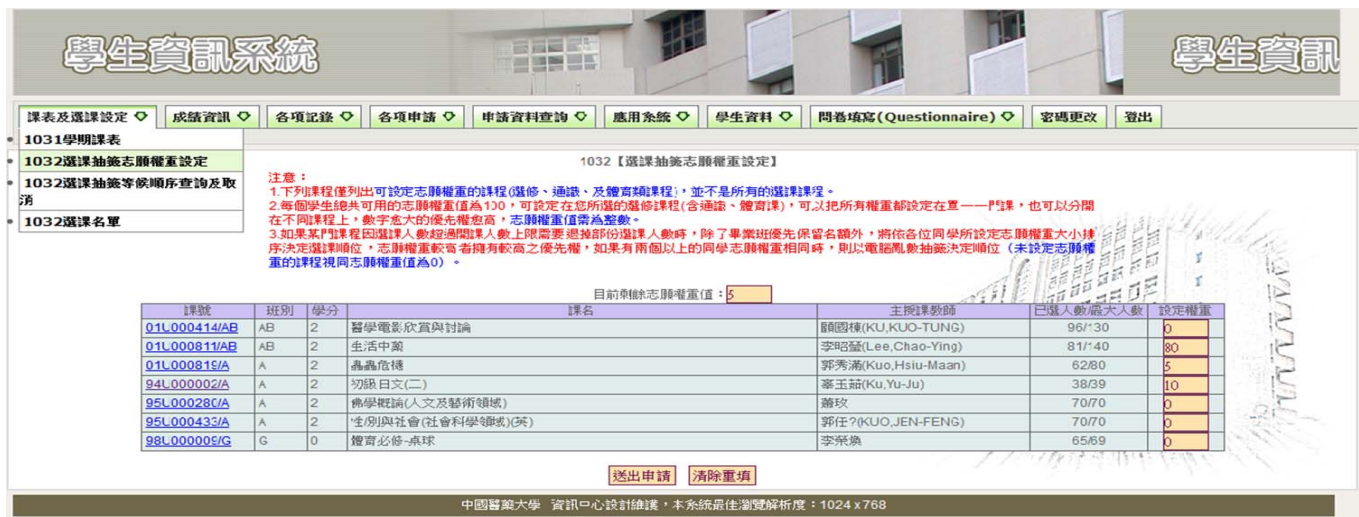 學生資訊系統
學生資訊
課表及選課設定 成績資訊 各項記錄 各項申請 申請資料查詢 應用系統 學生資料 問卷填寫(Questionnaire) 密碼更改 登出
1031學期課表
1032選課抽籤志願權重設定
1032選課抽籤等候順序查詢及取
消
1032選課名單
1032【選課抽籤志願權重設定】
注意：
1.下列課程僅列出可設定志願權重的課程(選修、通識、及體育類課程)，並不是所有的選課課程。
2.每個學生總共可用的志願權重值為100，可設定在您所選的選修課程(含通識、體育課)，可以把所有權重都設定在單一一門課，也可以分開
在不同課程上，數字愈大的優先權愈高，志願權重值需為整數。
3.如果某門課程因選課人數超過開課人數上限需要退掉部份選課人數時，除了畢業班優先保留名額外，將依各位同學所設定志願權重大小排
序決定選課順位，志願權重較高者擁有較高之優先權，如果有兩個以上的同學志願權重相同時，則以電腦亂數抽籤決定順位（未設定志願權
重的課程視同志願權重值為0）。
目前剩餘志願權重值：5
課號 班別 學分 課名 主授課教師 已選人數/最大人數 設定權重
01U000414/AB AB 2 醫學電影欣賞與討論 顧國棟(KU,KUO-TUNG) 96/130 0
01U000811/AB AB 2 生活中藥 李昭瑩(Lee,Chao-Ying) 81/140 80
01U000819/A A 2 蟲蟲危機 郭秀滿(Kuo,Hsiu-Maan) 62/80 5
94L000002/A A 2 初級日文(二) 辜玉茹(Ku,Yu-Ju) 38/39 10
95L000280/A A 2 佛學概論(人文及藝術領域) 蕭玫 70/70 0
95L000433/A A 2 性別與社會(社會科學領域)(英) 郭任?(KUO,JEN-FENG) 70/70 0
98L000009/G G 0 體育必修-桌球 李榮煥 65/69 0
送出申請 清除重填
中國醫藥大學 資訊中心設計維護，本系統最佳瀏覽解析度：1024 x 768